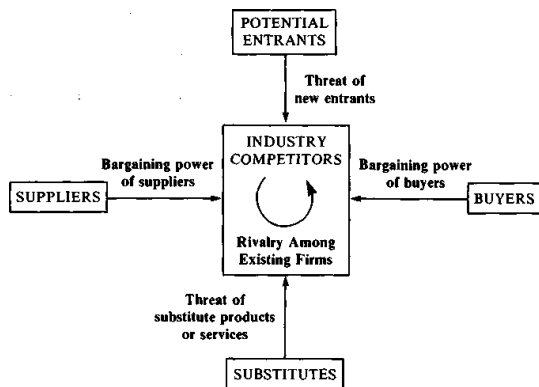 POTENTIAL
ENTRANTS
Threat of
new entrants
INDUSTRY
COMPETITORS
Bargaining power
of suppliers
Bargaining power
of buyers
SUPPLIERS
BUYERS
Rivalry Among
Existing Firms
Threat of
substitute products
or services
SUBSTITUTES